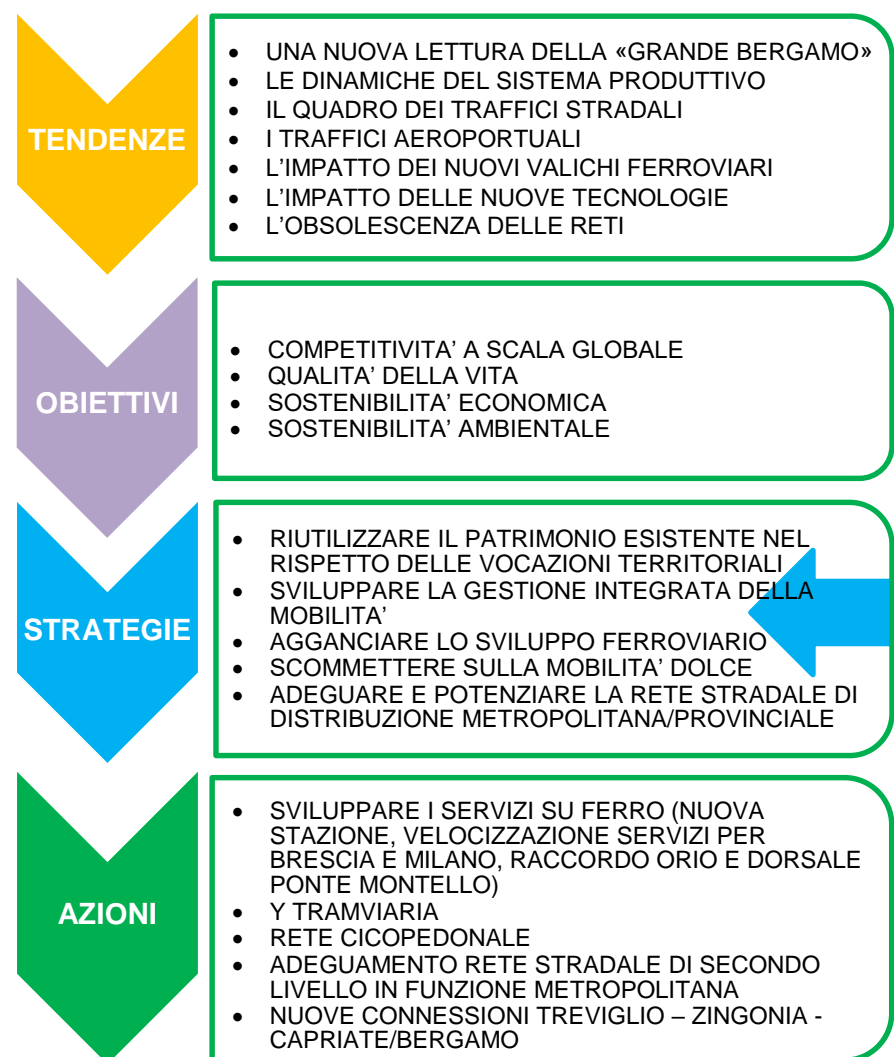 TENDENZE
• UNA NUOVA LETTURA DELLA «GRANDE BERGAMO»
• LE DINAMICHE DEL SISTEMA PRODUTTIVO
• IL QUADRO DEI TRAFFICI STRADALI
• I TRAFFICI AEROPORTUALI
• L’IMPATTO DEI NUOVI VALICHI FERROVIARI
• L’IMPATTO DELLE NUOVE TECNOLOGIE
• L’OBSOLESCENZA DELLE RETI
OBIETTIVI
• COMPETITIVITA’ A SCALA GLOBALE
• QUALITA’ DELLA VITA
• SOSTENIBILITA’ ECONOMICA
• SOSTENIBILITA’ AMBIENTALE
STRATEGIE
• RIUTILIZZARE IL PATRIMONIO ESISTENTE NEL
RISPETTO DELLE VOCAZIONI TERRITORIALI
• SVILUPPARE LA GESTIONE INTEGRATA DELLA
MOBILITA’
• AGGANCIARE LO SVILUPPO FERROVIARIO
• SCOMMETTERE SULLA MOBILITA’ DOLCE
• ADEGUARE E POTENZIARE LA RETE STRADALE DI
DISTRIBUZIONE METROPOLITANA/PROVINCIALE
AZIONI
• SVILUPPARE I SERVIZI SU FERRO (NUOVA
STAZIONE, VELOCIZZAZIONE SERVIZI PER
BRESCIA E MILANO, RACCORDO ORIO E DORSALE
PONTE MONTELLO)
• Y TRAMVIARIA
• RETE CICOPEDONALE
• ADEGUAMENTO RETE STRADALE DI SECONDO
LIVELLO IN FUNZIONE METROPOLITANA
• NUOVE CONNESSIONI TREVIGLIO – ZINGONIA -
CAPRIATE/BERGAMO